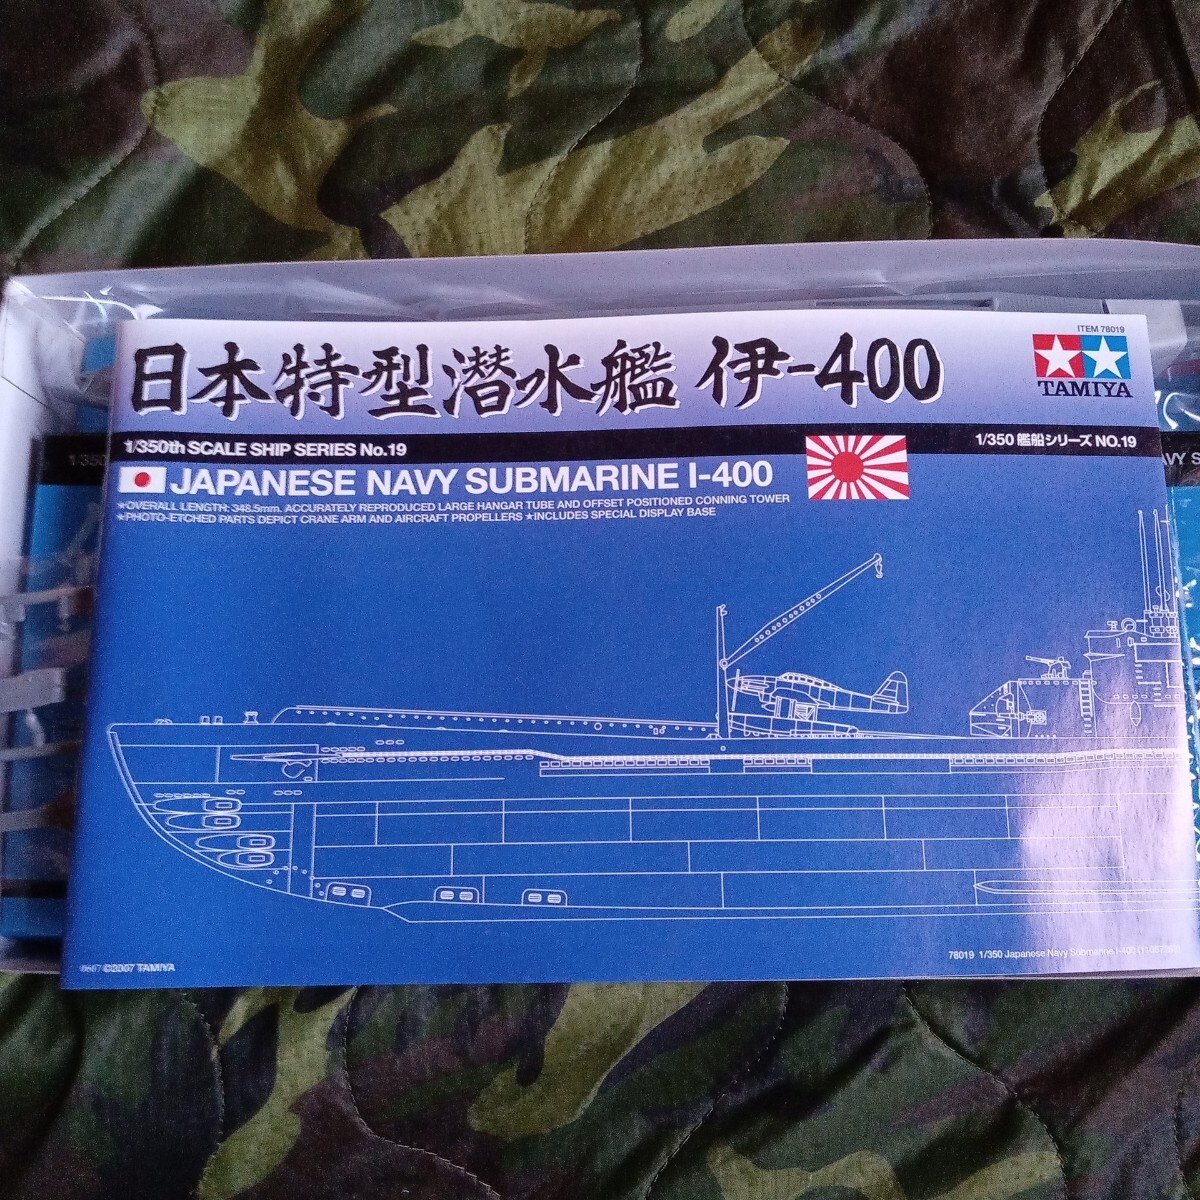 ITEM 78019
日本特型潜水艦 伊-400
TAMIYA
1/350th SCALE SHIP SERIES No.19
1/350 艦船シリーズ NO.19
JAPANESE NAVY SUBMARINE I-400
★OVERALL LENGTH: 348.5mm. ACCURATELY REPRODUCED LARGE HANGAR TUBE AND OFFSET POSITIONED CONNING TOWER
★PHOTO-ETCHED PARTS DEPICT CRANE ARM AND AIRCRAFT PROPELLERS ★INCLUDES SPECIAL DISPLAY BASE
0607 ©2007 TAMIYA
78019 1/350 Japanese Navy Submarine I-400
1/350